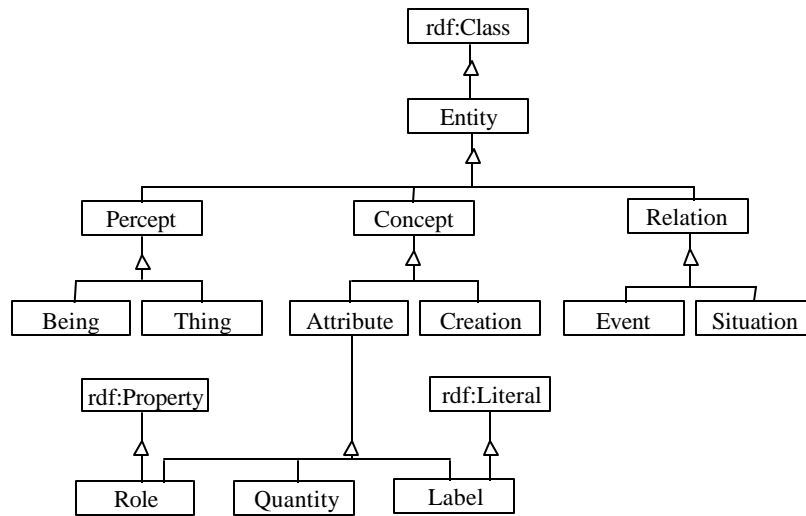 rdf:Class
Entity
Percept
Concept
Relation
Being
Thing
Attribute
Creation
Event
Situation
rdf:Property
rdf:Literal
Role
Quantity
Label